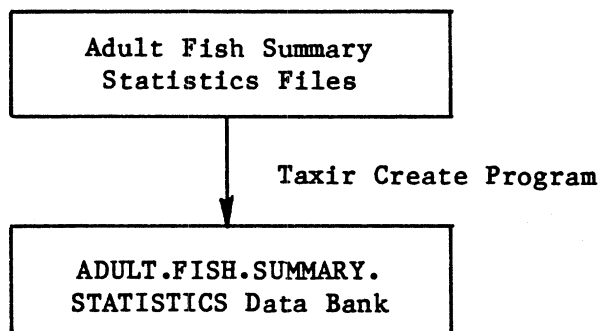 Adult Fish Summary
Statistics Files
Taxir Create Program
ADULT.FISH.SUMMARY.
STATISTICS Data Bank